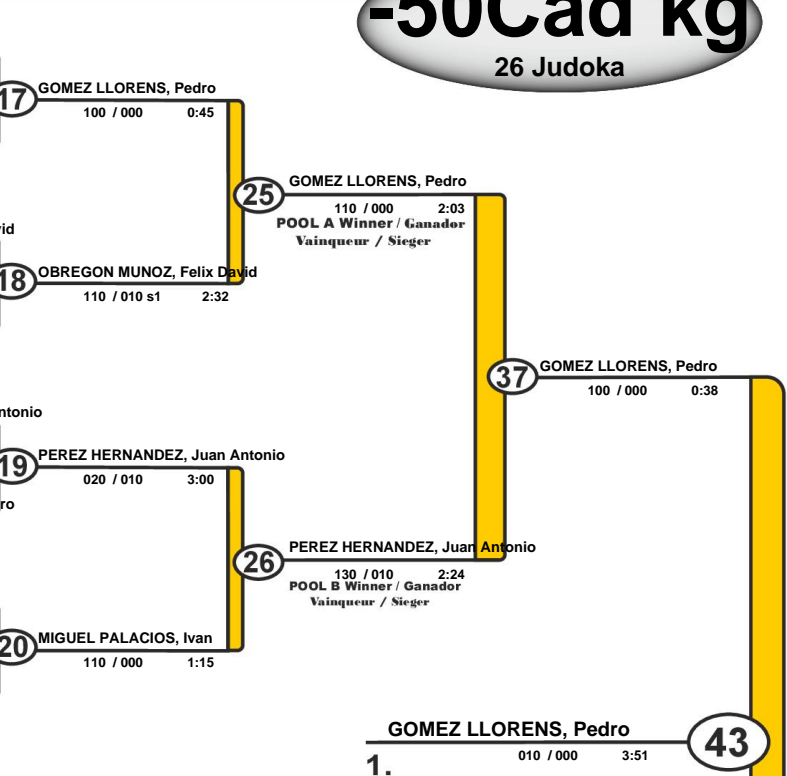 -50Cad kg
26 Judoka
17
GOMEZ LLORENS, Pedro
100 / 000 0:45
25
GOMEZ LLORENS, Pedro
110 / 000 2:03
POOL A Winner / Ganador
Vainqueur / Sieger
id
18
OBREGON MUNOZ, Felix David
110 / 010 s1 2:32
37
GOMEZ LLORENS, Pedro
100 / 000 0:38
ntonio
19
PEREZ HERNANDEZ, Juan Antonio
020 / 010 3:00
ro
26
PEREZ HERNANDEZ, Juan Antonio
130 / 010 2:24
POOL B Winner / Ganador
Vainqueur / Sieger
20
MIGUEL PALACIOS, Ivan
110 / 000 1:15
GOMEZ LLORENS, Pedro
43
1.
010 / 000 3:51